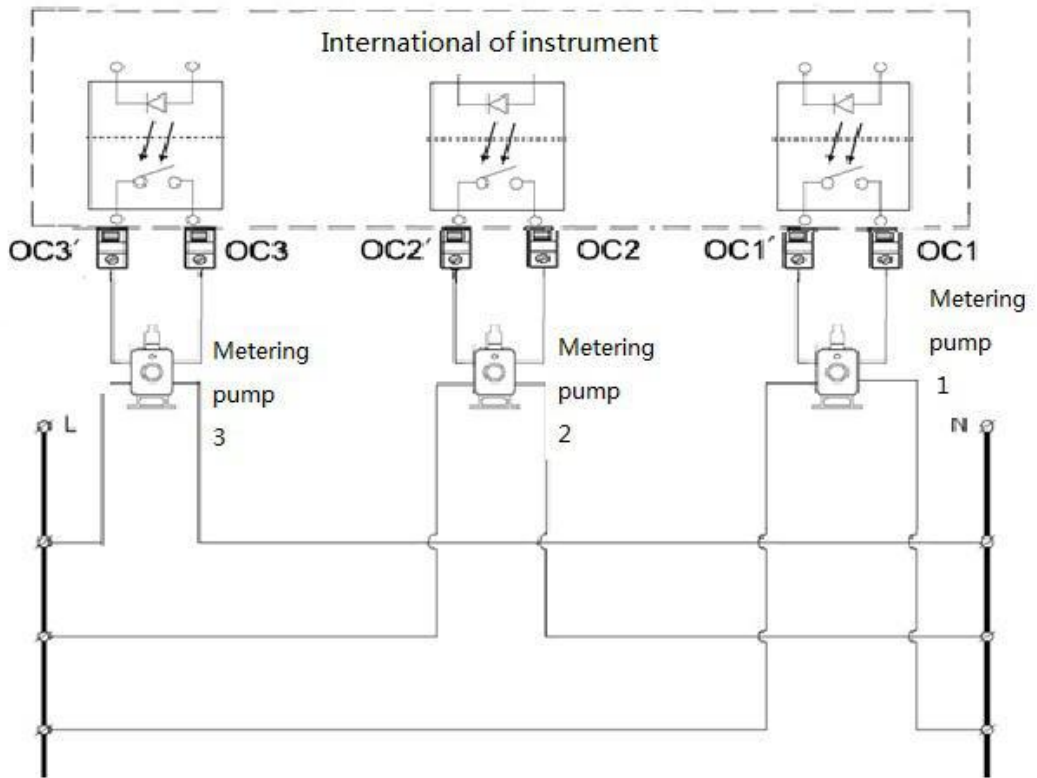 International of instrument
OC3′
OC3
OC2′
OC2
OC1′
OC1
Metering
pump
3
Metering
pump
2
Metering
pump
1
L
N